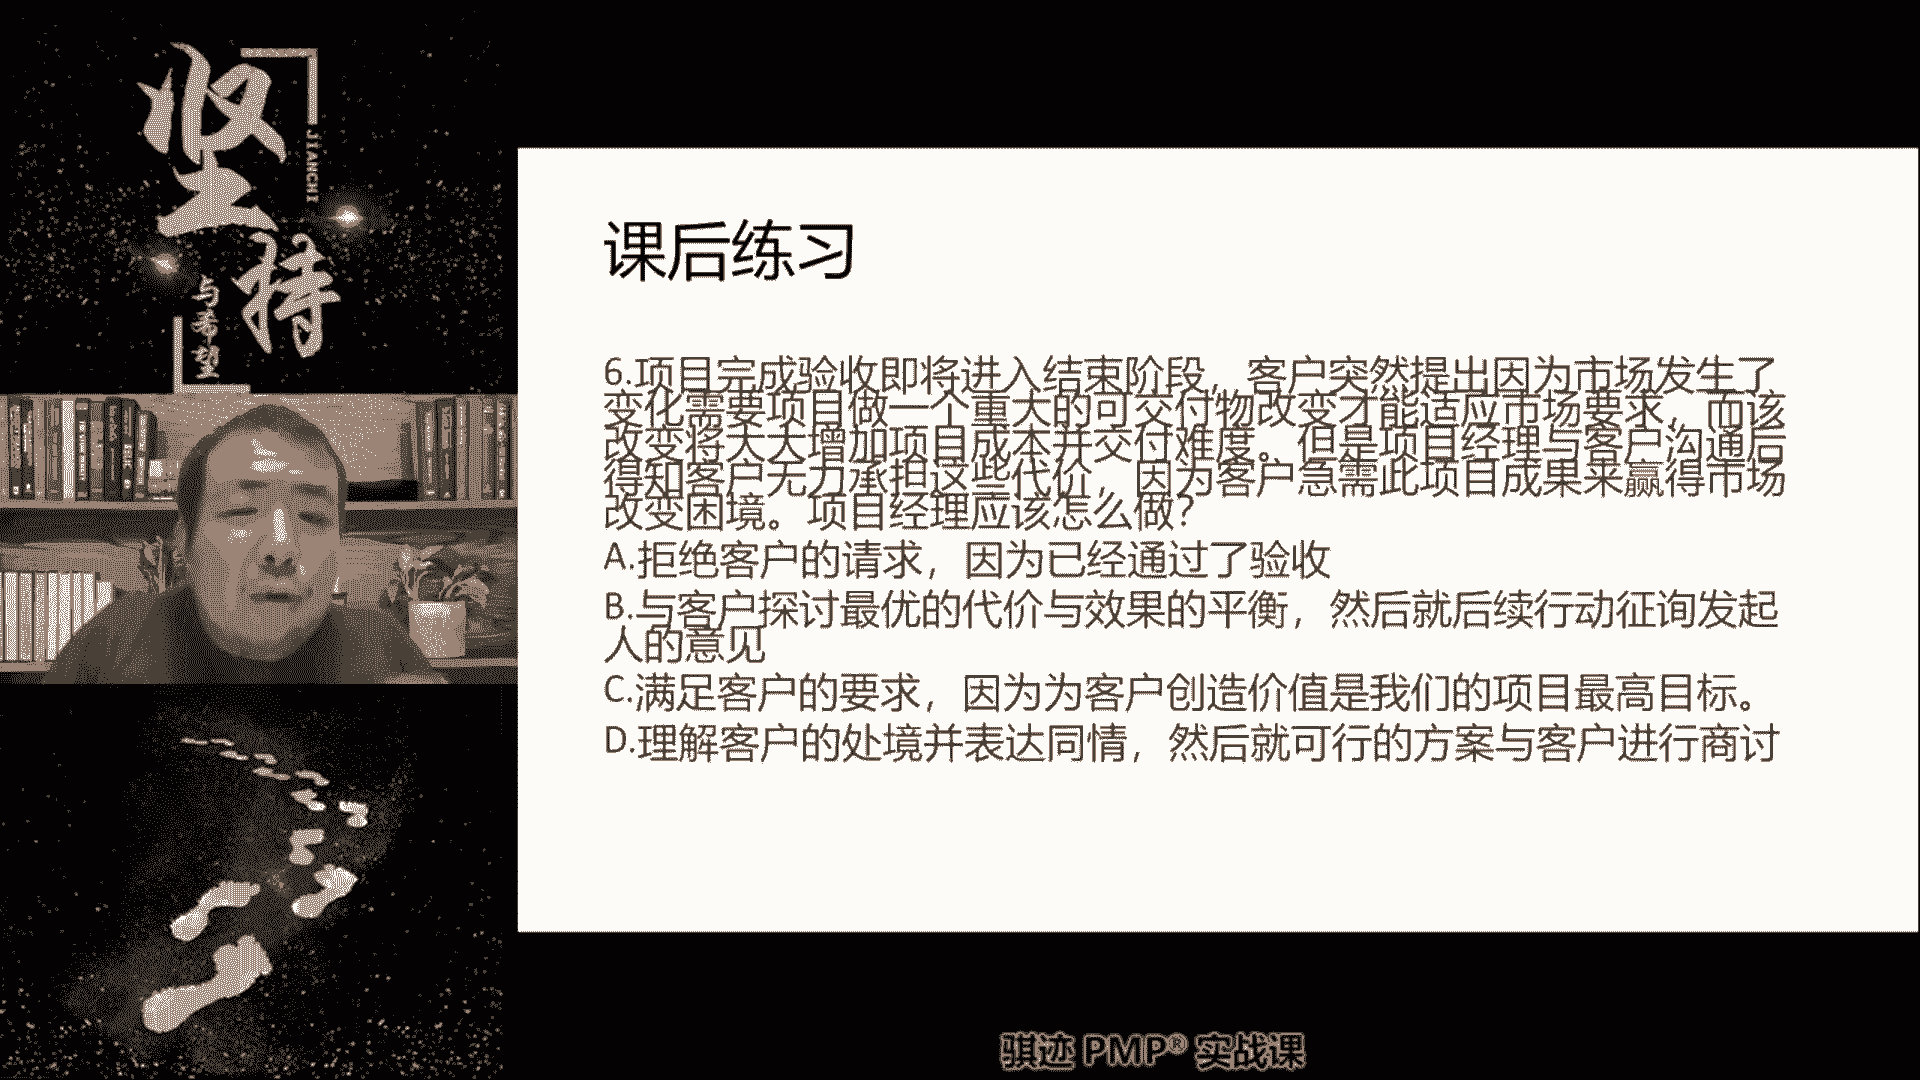 坚持
JIANCHI
与希望
课后练习
6.项目完成验收即将进入结束阶段，客户突然提出因为市场发生了
变化需要项目做一个重大的可交付物改变才能适应市场要求，而该
改变将大大增加项目成本并交付难度。但是项目经理与客户沟通后
得知客户无力承担这些代价，因为客户急需此项目成果来赢得市场
改变困境。项目经理应该怎么做？
A.拒绝客户的请求，因为已经通过了验收
B.与客户探讨最优的代价与效果的平衡，然后就后续行动征询发起
人的意见
C.满足客户的要求，因为为客户创造价值是我们的项目最高目标。
D.理解客户的处境并表达同情，然后就可行的方案与客户进行商讨
骐迹 PMP® 实战课